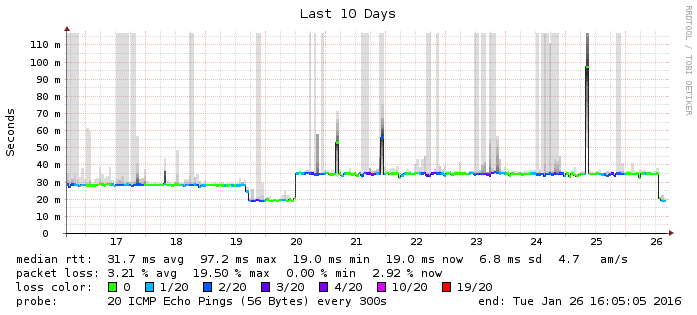 Last 10 Days
RRDTOOL / TOBI OETIKER
Seconds
110 m
100 m
90 m
80 m
70 m
60 m
50 m
40 m
30 m
20 m
10 m
0
17 18 19 20 21 22 23 24 25 26
median rtt: 31.7 ms avg 97.2 ms max 19.0 ms min 19.0 ms now 6.8 ms sd 4.7 am/s
packet loss: 3.21 % avg 19.50 % max 0.00 % min 2.92 % now
loss color: 0 1/20 2/20 3/20 4/20 10/20 19/20
probe: 20 ICMP Echo Pings (56 Bytes) every 300s end: Tue Jan 26 16:05:05 2016